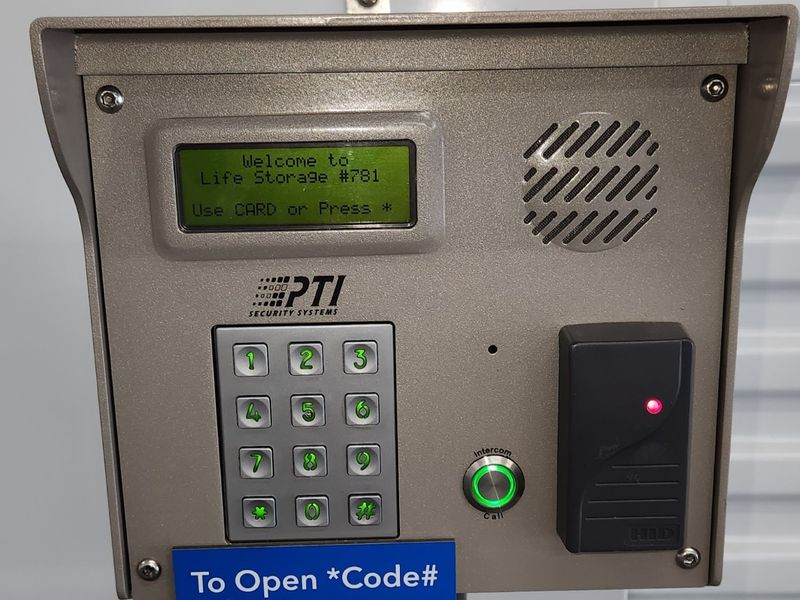 Welcome to
Life Storage #781
Use CARD or Press *
PTI
SECURITY SYSTEMS
1 2 3
4 5 6
7 8 9
* 0 #
Intercom
Call
HID
To Open *Code#